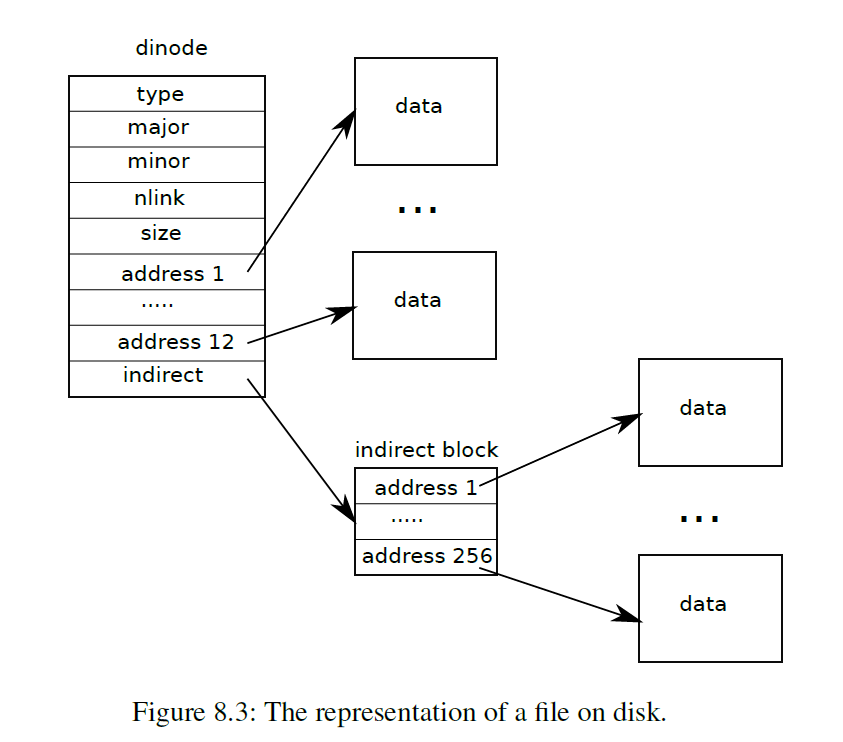 dinode
type
major
minor
nlink
size
address 1
.....
address 12
indirect
data
...
data
indirect block
address 1
.....
address 256
data
...
data
Figure 8.3: The representation of a file on disk.